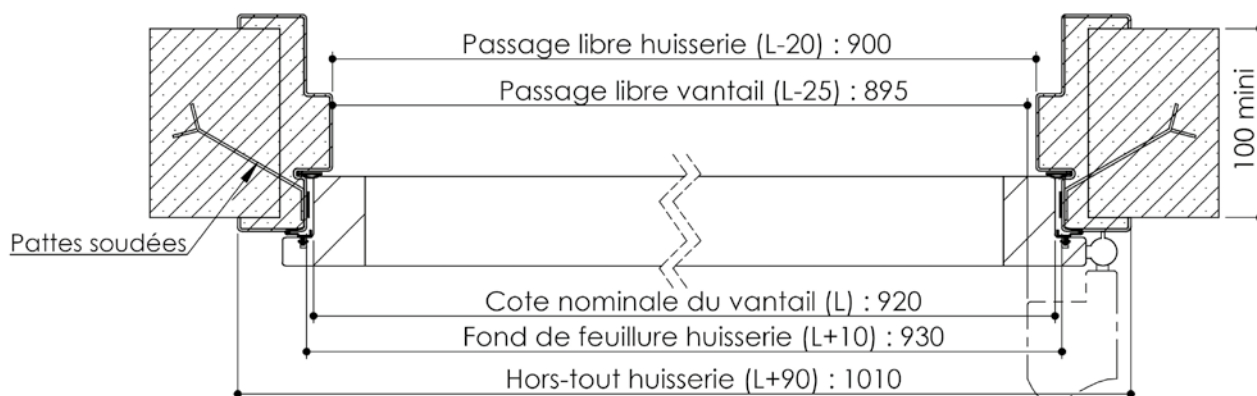 Passage libre huisserie (L-20) : 900
Passage libre vantail (L-25) : 895
100 mini
Pattes soudées
Cote nominale du vantail (L) : 920
Fond de feuillure huisserie (L+10) : 930
Hors-tout huisserie (L+90) : 1010